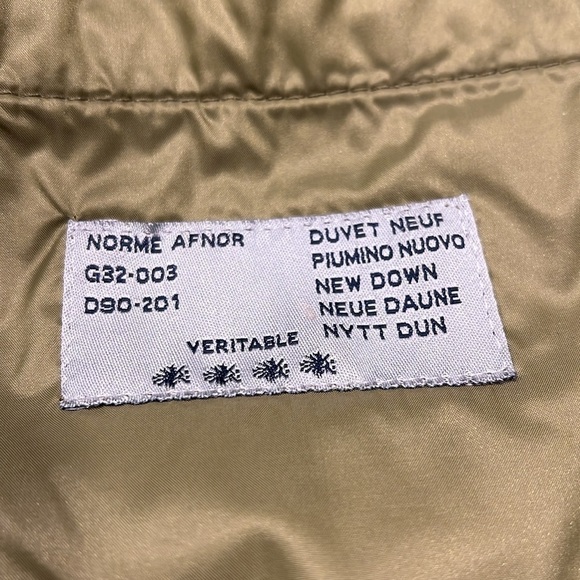 NORME AFNOR
G32-003
D90-201
DUVET NEUF
PIUMINO NUOVO
NEW DOWN
NEUE DAUNE
NYTT DUN
VERITABLE